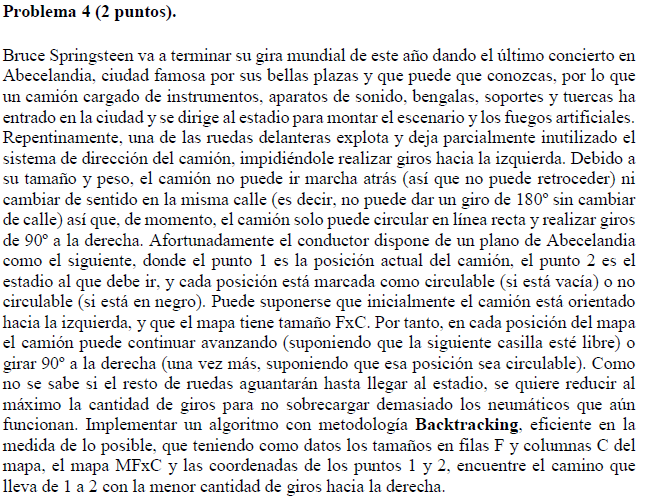 Problema 4 (2 puntos).
Bruce Springsteen va a terminar su gira mundial de este año dando el último concierto en
Abecelandia, ciudad famosa por sus bellas plazas y que puede que conozcas, por lo que
un camión cargado de instrumentos, aparatos de sonido, bengalas, soportes y tuercas ha
entrado en la ciudad y se dirige al estadio para montar el escenario y los fuegos artificiales.
Repentinamente, una de las ruedas delanteras explota y deja parcialmente inutilizado el
sistema de dirección del camión, impidiéndole realizar giros hacia la izquierda. Debido a
su tamaño y peso, el camión no puede ir marcha atrás (así que no puede retroceder) ni
cambiar de sentido en la misma calle (es decir, no puede dar un giro de 180º sin cambiar
de calle) así que, de momento, el camión solo puede circular en línea recta y realizar giros
de 90º a la derecha. Afortunadamente el conductor dispone de un plano de Abecelandia
como el siguiente, donde el punto 1 es la posición actual del camión, el punto 2 es el
estadio al que debe ir, y cada posición está marcada como circulable (si está vacía) o no
circulable (si está en negro). Puede suponerse que inicialmente el camión está orientado
hacia la izquierda, y que el mapa tiene tamaño FxC. Por tanto, en cada posición del mapa
el camión puede continuar avanzando (suponiendo que la siguiente casilla esté libre) o
girar 90º a la derecha (una vez más, suponiendo que esa posición sea circulable). Como
no se sabe si el resto de ruedas aguantarán hasta llegar al estadio, se quiere reducir al
máximo la cantidad de giros para no sobrecargar demasiado los neumáticos que aún
funcionan. Implementar un algoritmo con metodología Backtracking, eficiente en la
medida de lo posible, que teniendo como datos los tamaños en filas F y columnas C del
mapa, el mapa MFxC y las coordenadas de los puntos 1 y 2, encuentre el camino que
lleva de 1 a 2 con la menor cantidad de giros hacia la derecha.